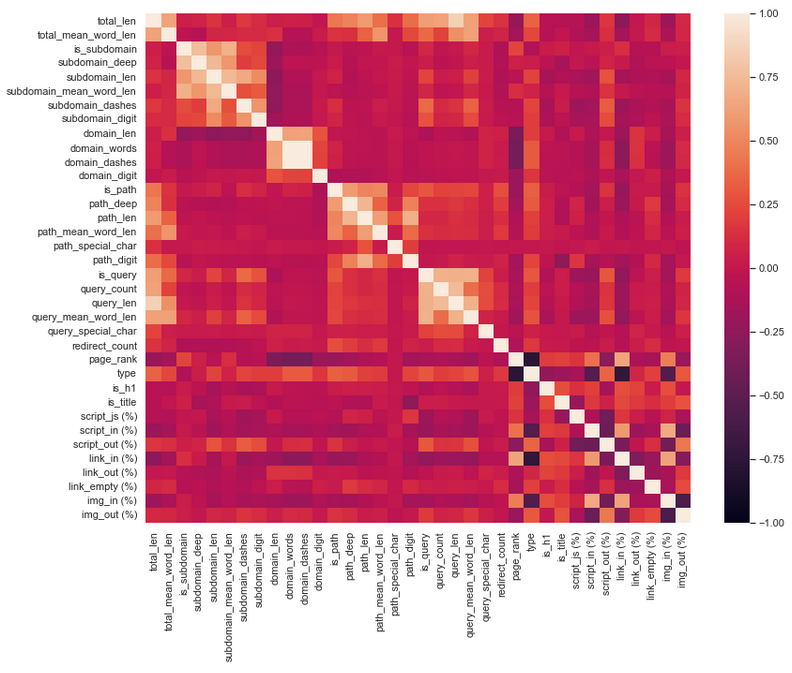 total_len
total_mean_word_len
is_subdomain
subdomain_deep
subdomain_len
subdomain_mean_word_len
subdomain_dashes
subdomain_digit
domain_len
domain_words
domain_dashes
domain_digit
is_path
path_deep
path_len
path_mean_word_len
path_special_char
path_digit
is_query
query_count
query_len
query_mean_word_len
query_special_char
redirect_count
page_rank
type
is_h1
is_title
script_js (%)
script_in (%)
script_out (%)
link_in (%)
link_out (%)
link_empty (%)
img_in (%)
img_out (%)
total_len
total_mean_word_len
is_subdomain
subdomain_deep
subdomain_len
subdomain_mean_word_len
subdomain_dashes
subdomain_digit
domain_len
domain_words
domain_dashes
domain_digit
is_path
path_deep
path_len
path_mean_word_len
path_special_char
path_digit
is_query
query_count
query_len
query_mean_word_len
query_special_char
redirect_count
page_rank
type
is_h1
is_title
script_js (%)
script_in (%)
script_out (%)
link_in (%)
link_out (%)
link_empty (%)
img_in (%)
img_out (%)
1.00
0.75
0.50
0.25
0.00
−0.25
−0.50
−0.75
−1.00